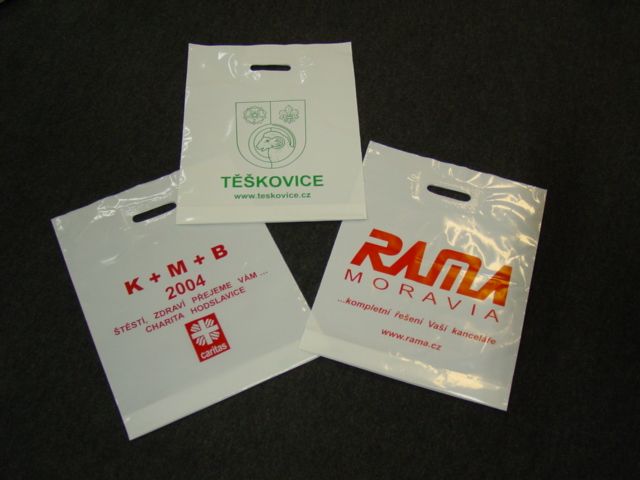 TĚŠKOVICE
www.teskovice.cz
K + M + B
2004
ŠTĚSTÍ, ZDRAVÍ PŘEJEME VÁM ...
CHARITA HODSLAVICE
caritas
RAMA
MORAVIA
...kompletní řešení Vaší kanceláře
www.rama.cz